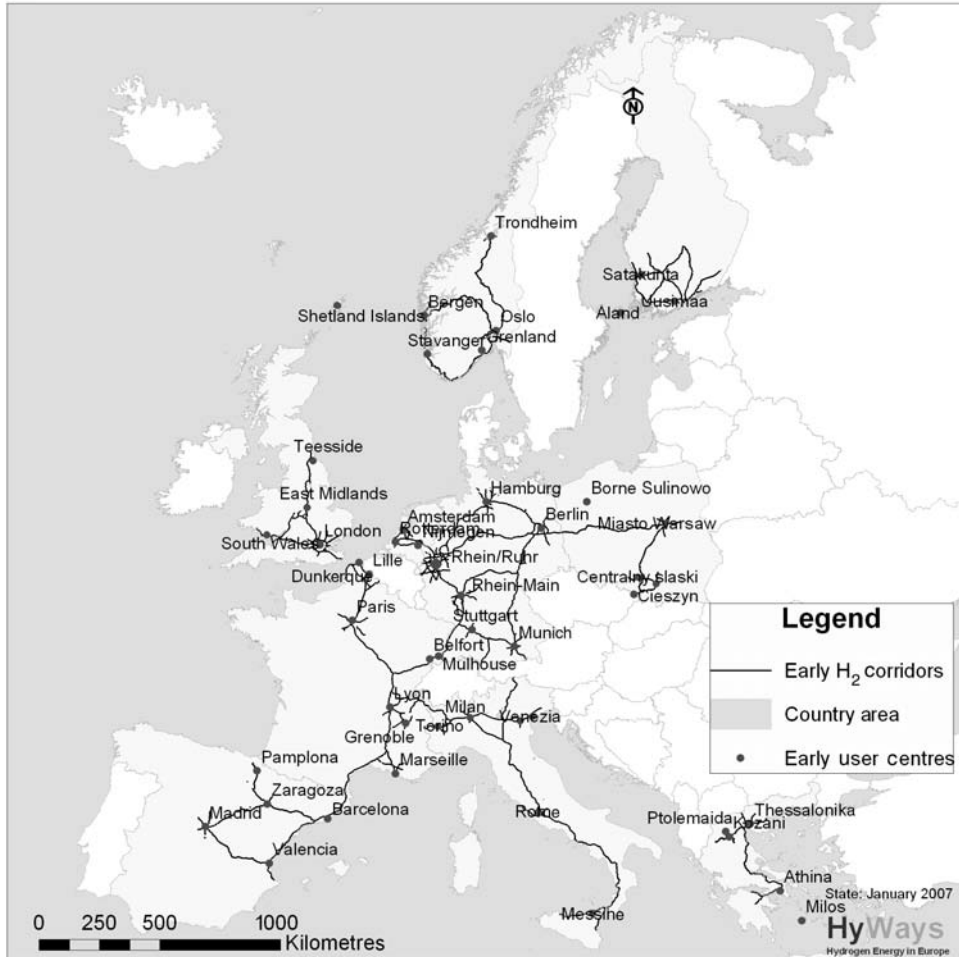 N
Trondheim
Satakunta
Bergen
Uusimaa
Shetland Islands
Oslo
Aland
Stavanger
Grenland
Teesside
East Midlands
Hamburg
Borne Sulinowo
Amsterdam
Rotterdam
Nijmegen
Berlin
Miasto Warsaw
South Wales
London
Lille
Rhein/Ruhr
Dunkerque
Rhein-Main
Centralny slaski
Cieszyn
Paris
Stuttgart
Munich
Belfort
Mulhouse
Lyon
Milan
Venezia
Grenoble
Torino
Pamplona
Marseille
Zaragoza
Madrid
Barcelona
Rome
Valencia
Messine
Ptolemaida
Thessalonika
Kozani
Athina
Milos
Legend
Early H2 corridors
Country area
Early user centres
State: January 2007
HyWays
Hydrogen Energy in Europe
0 250 500 1000
Kilometres